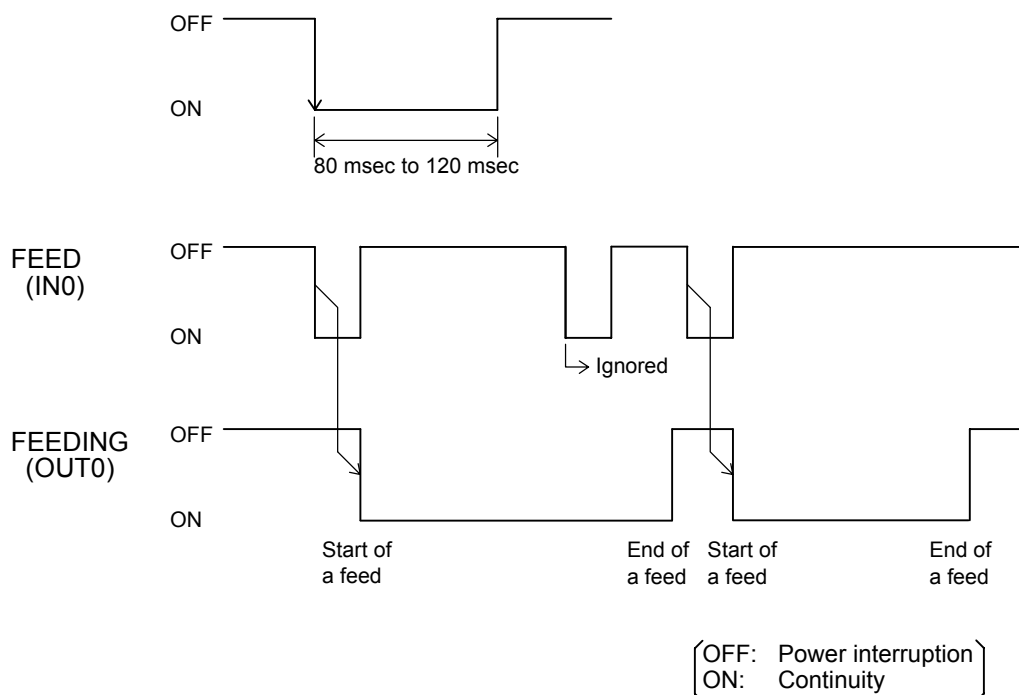 OFF
ON
80 msec to 120 msec
FEED
(IN0)
OFF
ON
Ignored
FEEDING
(OUT0)
OFF
ON
Start of
a feed
End of
a feed
Start of
a feed
End of
a feed
OFF: Power interruption
ON: Continuity